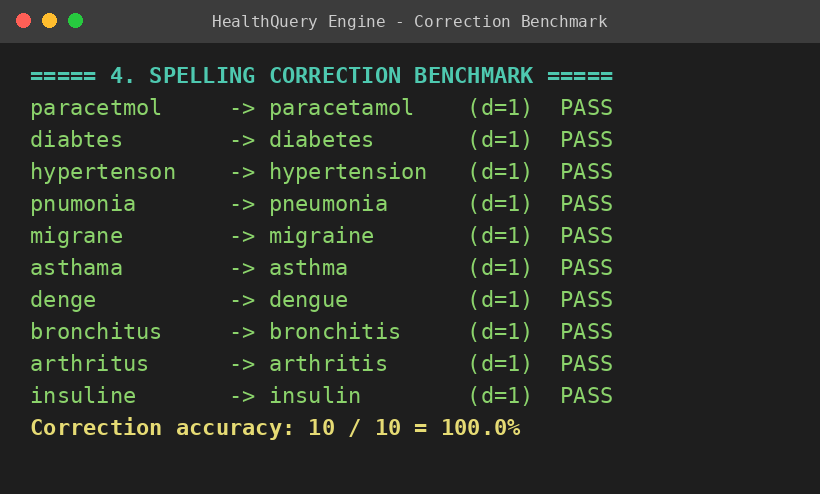 HealthQuery Engine - Correction Benchmark
===== 4. SPELLING CORRECTION BENCHMARK =====
paracetmol -> paracetamol (d=1) PASS
diabtes -> diabetes (d=1) PASS
hypertenson -> hypertension (d=1) PASS
pnumonia -> pneumonia (d=1) PASS
migrane -> migraine (d=1) PASS
asthama -> asthma (d=1) PASS
denge -> dengue (d=1) PASS
bronchitus -> bronchitis (d=1) PASS
arthritus -> arthritis (d=1) PASS
insuline -> insulin (d=1) PASS
Correction accuracy: 10 / 10 = 100.0%